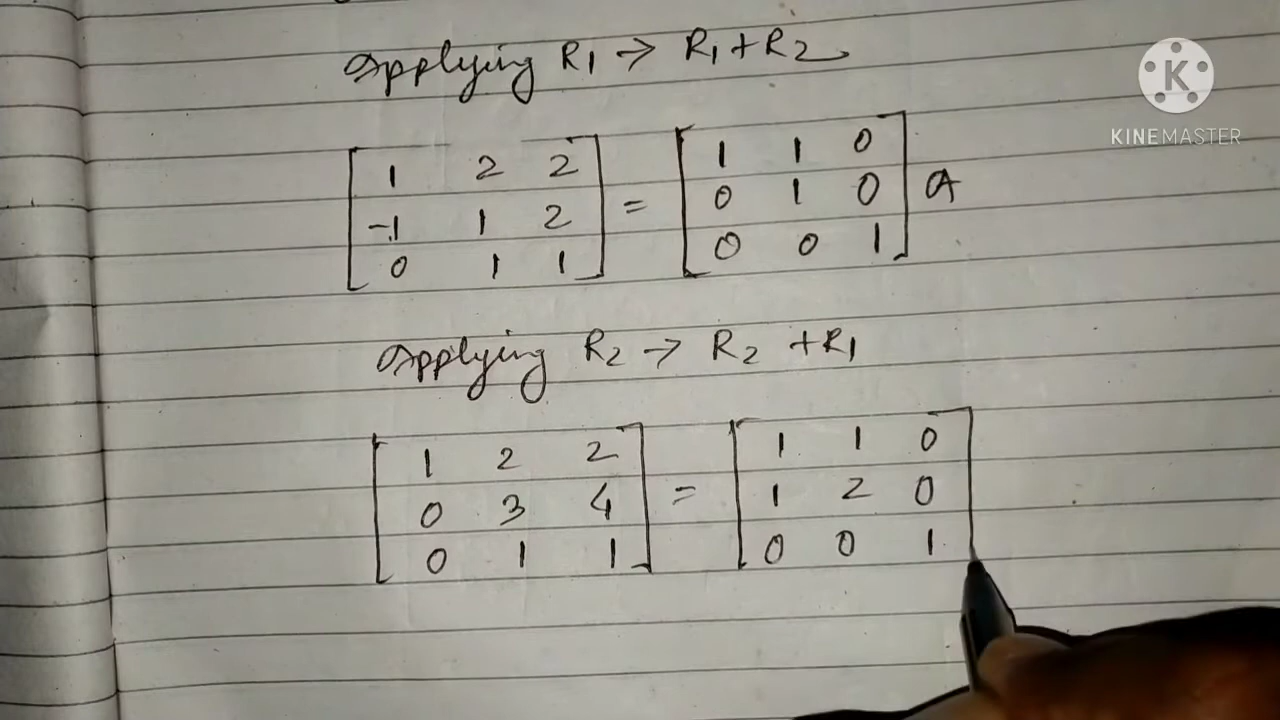 Applying R1 → R1 + R2
K
KINEMASTER
1 2 2
-1 1 2
0 1 1
=
1 1 0
0 1 0
0 0 1
A
Applying R2 → R2 + R1
1 2 2
0 3 4
0 1 1
=
1 1 0
1 2 0
0 0 1